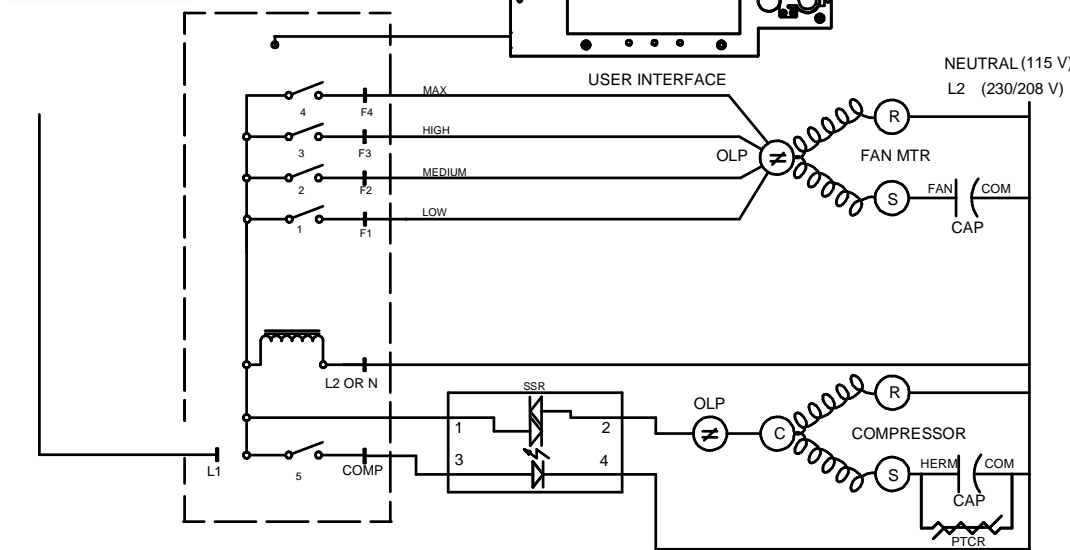 NEUTRAL (115 V)
L2 (230/208 V)
USER INTERFACE
MAX
4
F4
HIGH
3
F3
MEDIUM
2
F2
LOW
1
F1
OLP
R
FAN MTR
S
FAN
COM
CAP
L2 OR N
SSR
1
2
3
4
OLP
C
R
COMPRESSOR
S
HERM
COM
CAP
PTCR
L1
5
COMP